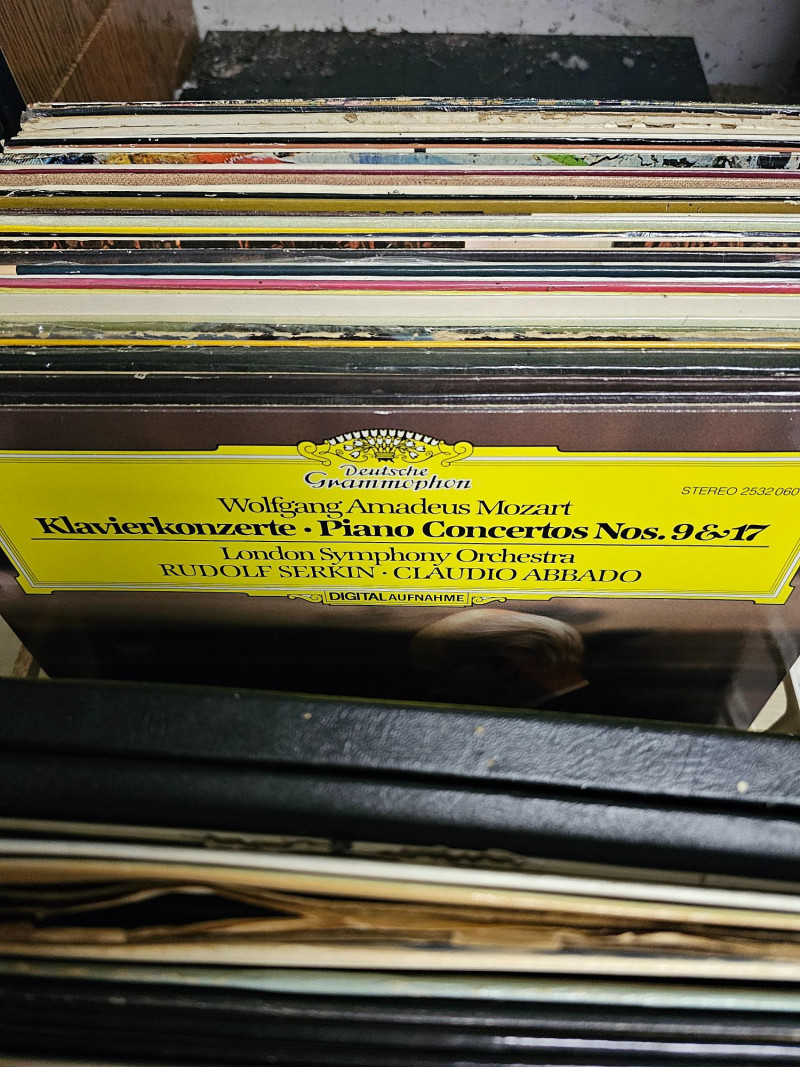 Deutsche
Grammophon
STEREO 2532 060
Wolfgang Amadeus Mozart
Klavierkonzerte · Piano Concertos Nos. 9 & 17
London Symphony Orchestra
RUDOLF SERKIN · CLAUDIO ABBADO
DIGITAL AUFNAHME